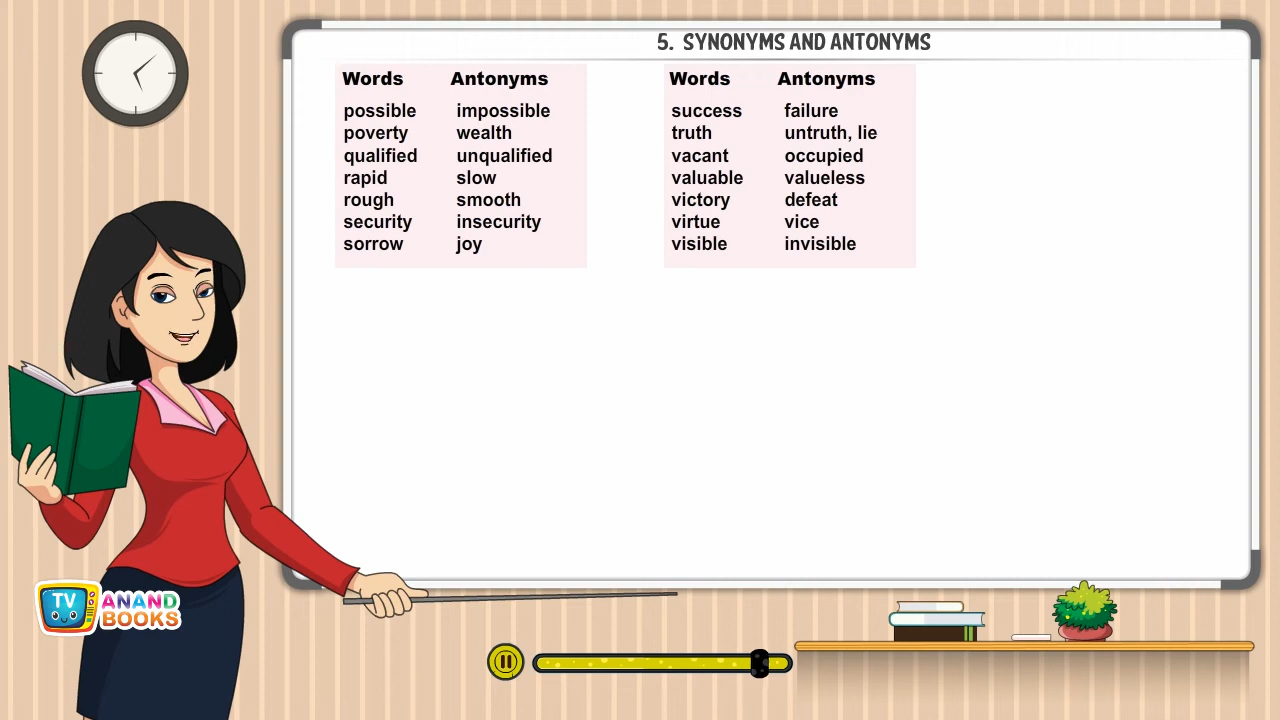 5. SYNONYMS AND ANTONYMS
Words Antonyms
possible impossible
poverty wealth
qualified unqualified
rapid slow
rough smooth
security insecurity
sorrow joy
Words Antonyms
success failure
truth untruth, lie
vacant occupied
valuable valueless
victory defeat
virtue vice
visible invisible
TV ANAND
BOOKS